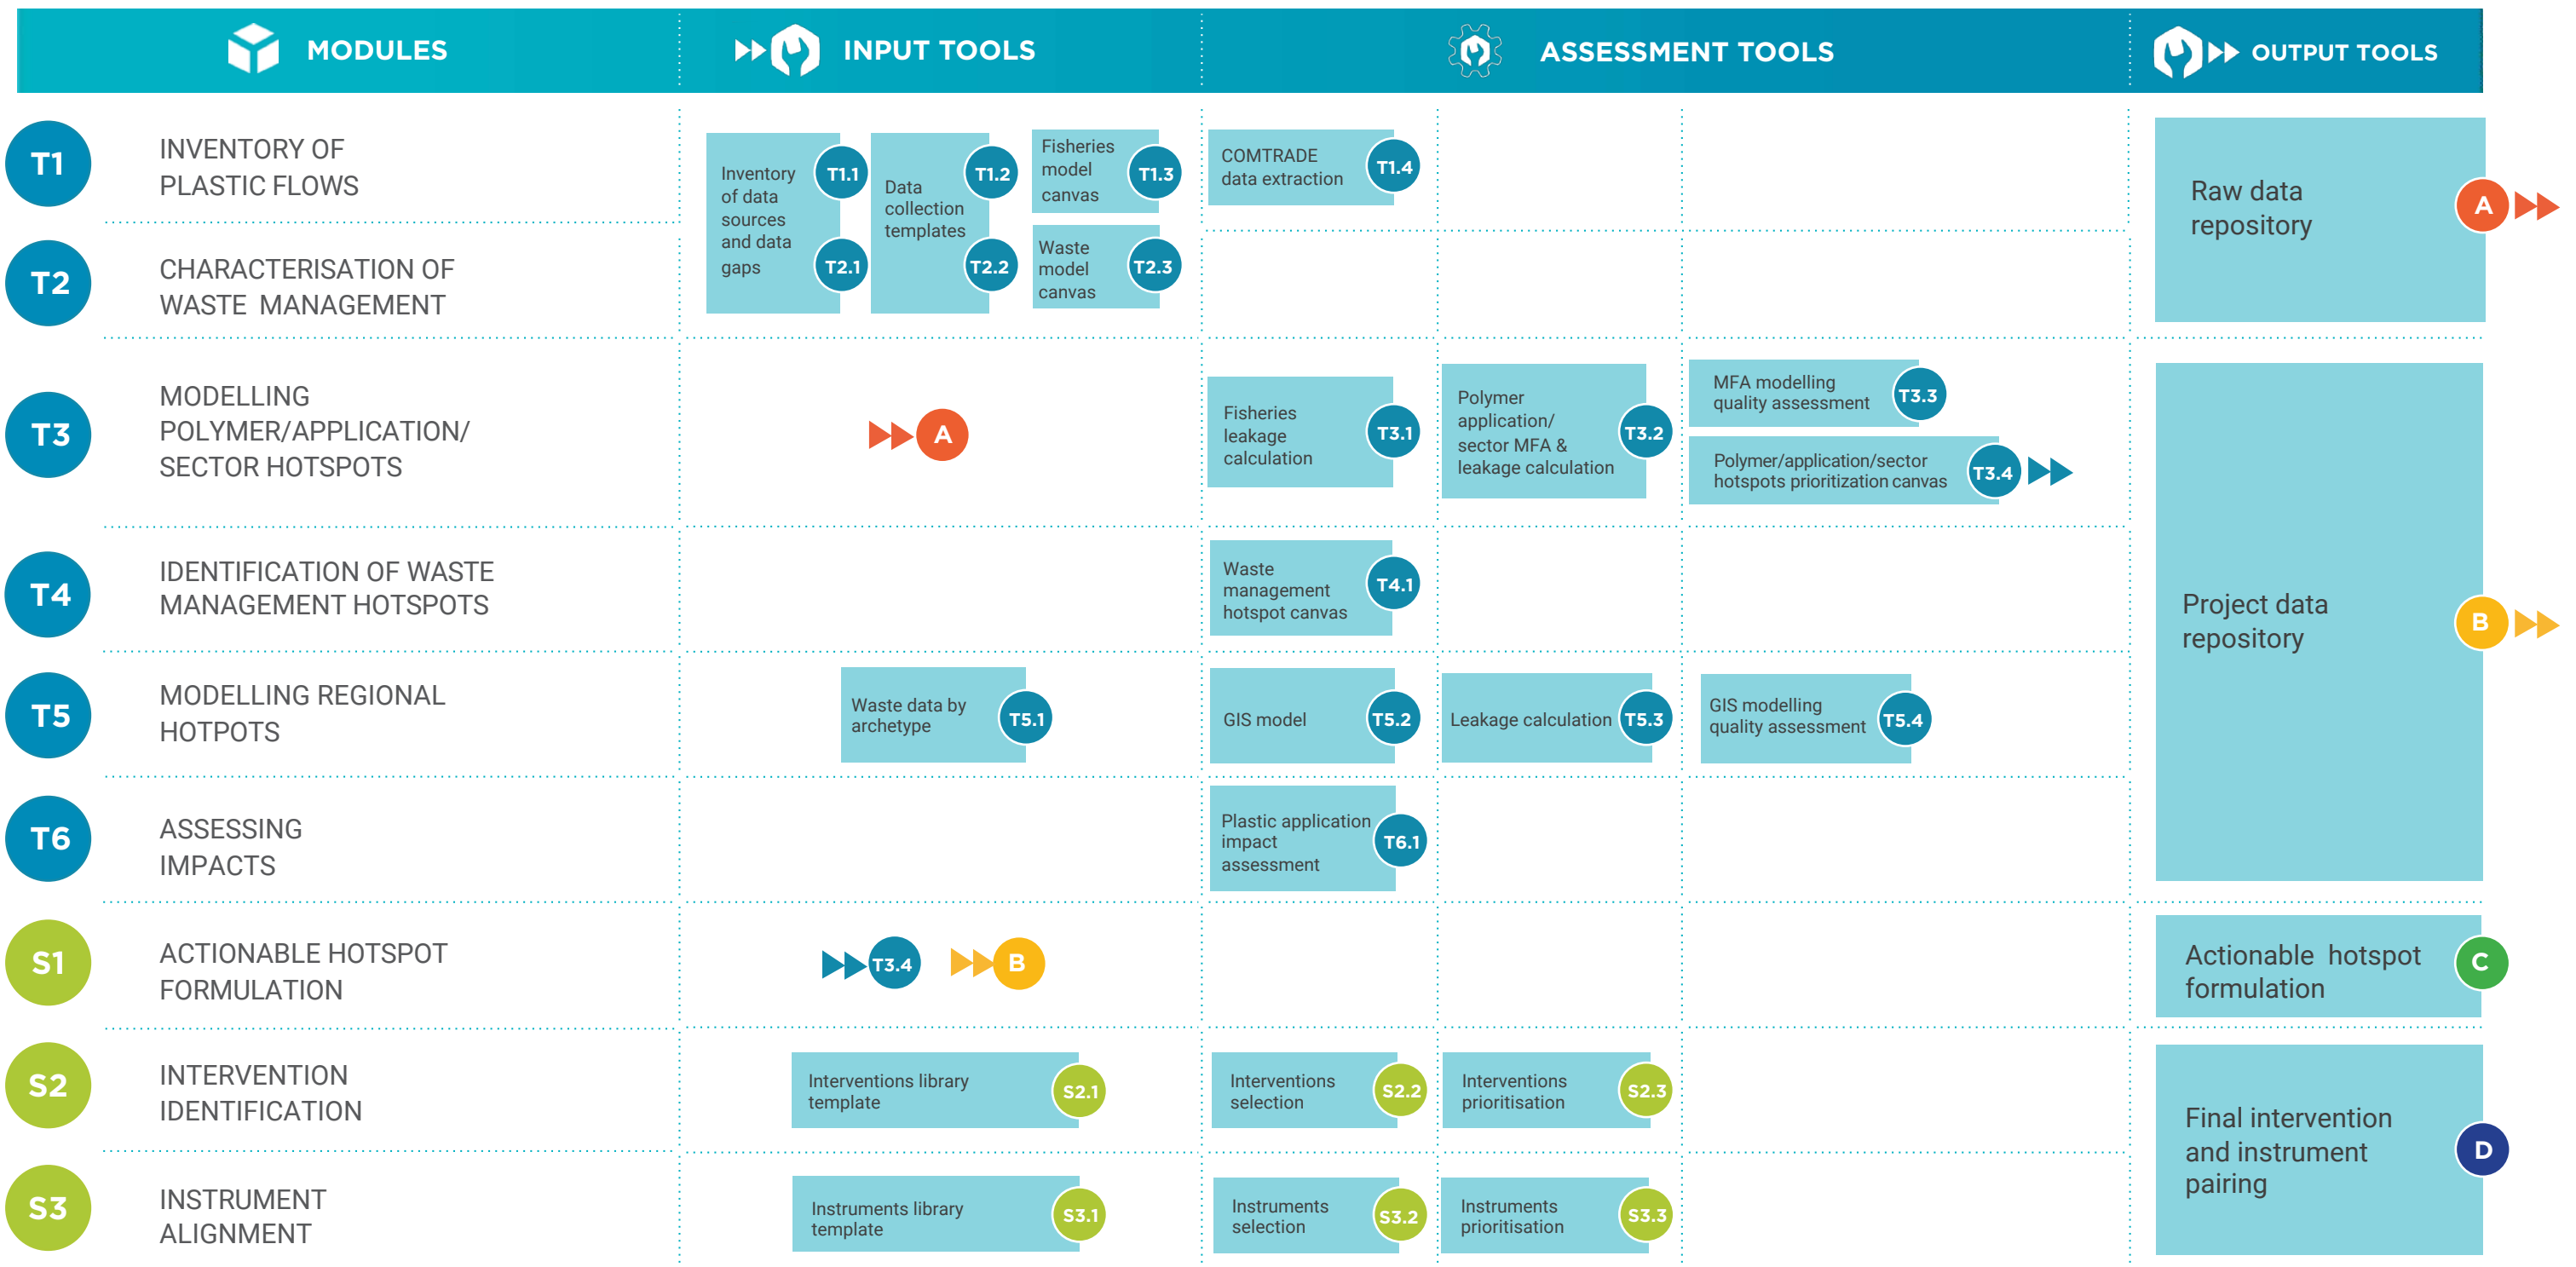 MODULES
INPUT TOOLS
ASSESSMENT TOOLS
OUTPUT TOOLS
T1
INVENTORY OF
PLASTIC FLOWS
Inventory
of data
sources
and data
gaps
T1.1
T2.1
Data
collection
templates
T1.2
T2.2
Fisheries
model
canvas
T1.3
COMTRADE
data extraction
T1.4
Raw data
repository
A
T2
CHARACTERISATION OF
WASTE MANAGEMENT
Waste
model
canvas
T2.3
T3
MODELLING
POLYMER/APPLICATION/
SECTOR HOTSPOTS
A
Fisheries
leakage
calculation
T3.1
Polymer
application/
sector MFA &
leakage calculation
T3.2
MFA modelling
quality assessment
T3.3
Polymer/application/sector
hotspots prioritization canvas
T3.4
Project data
repository
B
T4
IDENTIFICATION OF WASTE
MANAGEMENT HOTSPOTS
Waste
management
hotspot canvas
T4.1
T5
MODELLING REGIONAL
HOTPOTS
Waste data by
archetype
T5.1
GIS model
T5.2
Leakage calculation
T5.3
GIS modelling
quality assessment
T5.4
T6
ASSESSING
IMPACTS
Plastic application
impact
assessment
T6.1
S1
ACTIONABLE HOTSPOT
FORMULATION
T3.4
B
Actionable hotspot
formulation
C
S2
INTERVENTION
IDENTIFICATION
Interventions library
template
S2.1
Interventions
selection
S2.2
Interventions
prioritisation
S2.3
Final intervention
and instrument
pairing
D
S3
INSTRUMENT
ALIGNMENT
Instruments library
template
S3.1
Instruments
selection
S3.2
Instruments
prioritisation
S3.3